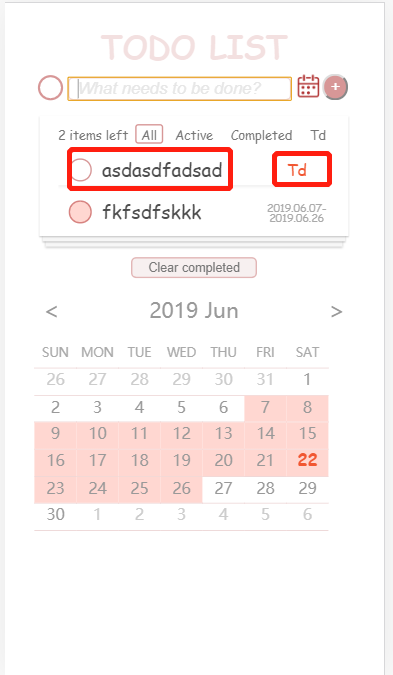 TODO LIST
What needs to be done? +
2 items left All Active Completed Td
asdasdfadsad Td
fkfsdfskkk 2019.06.07-
2019.06.26
Clear completed
< 2019 Jun >
SUN MON TUE WED THU FRI SAT
26 27 28 29 30 31 1
2 3 4 5 6 7 8
9 10 11 12 13 14 15
16 17 18 19 20 21 22
23 24 25 26 27 28 29
30 1 2 3 4 5 6